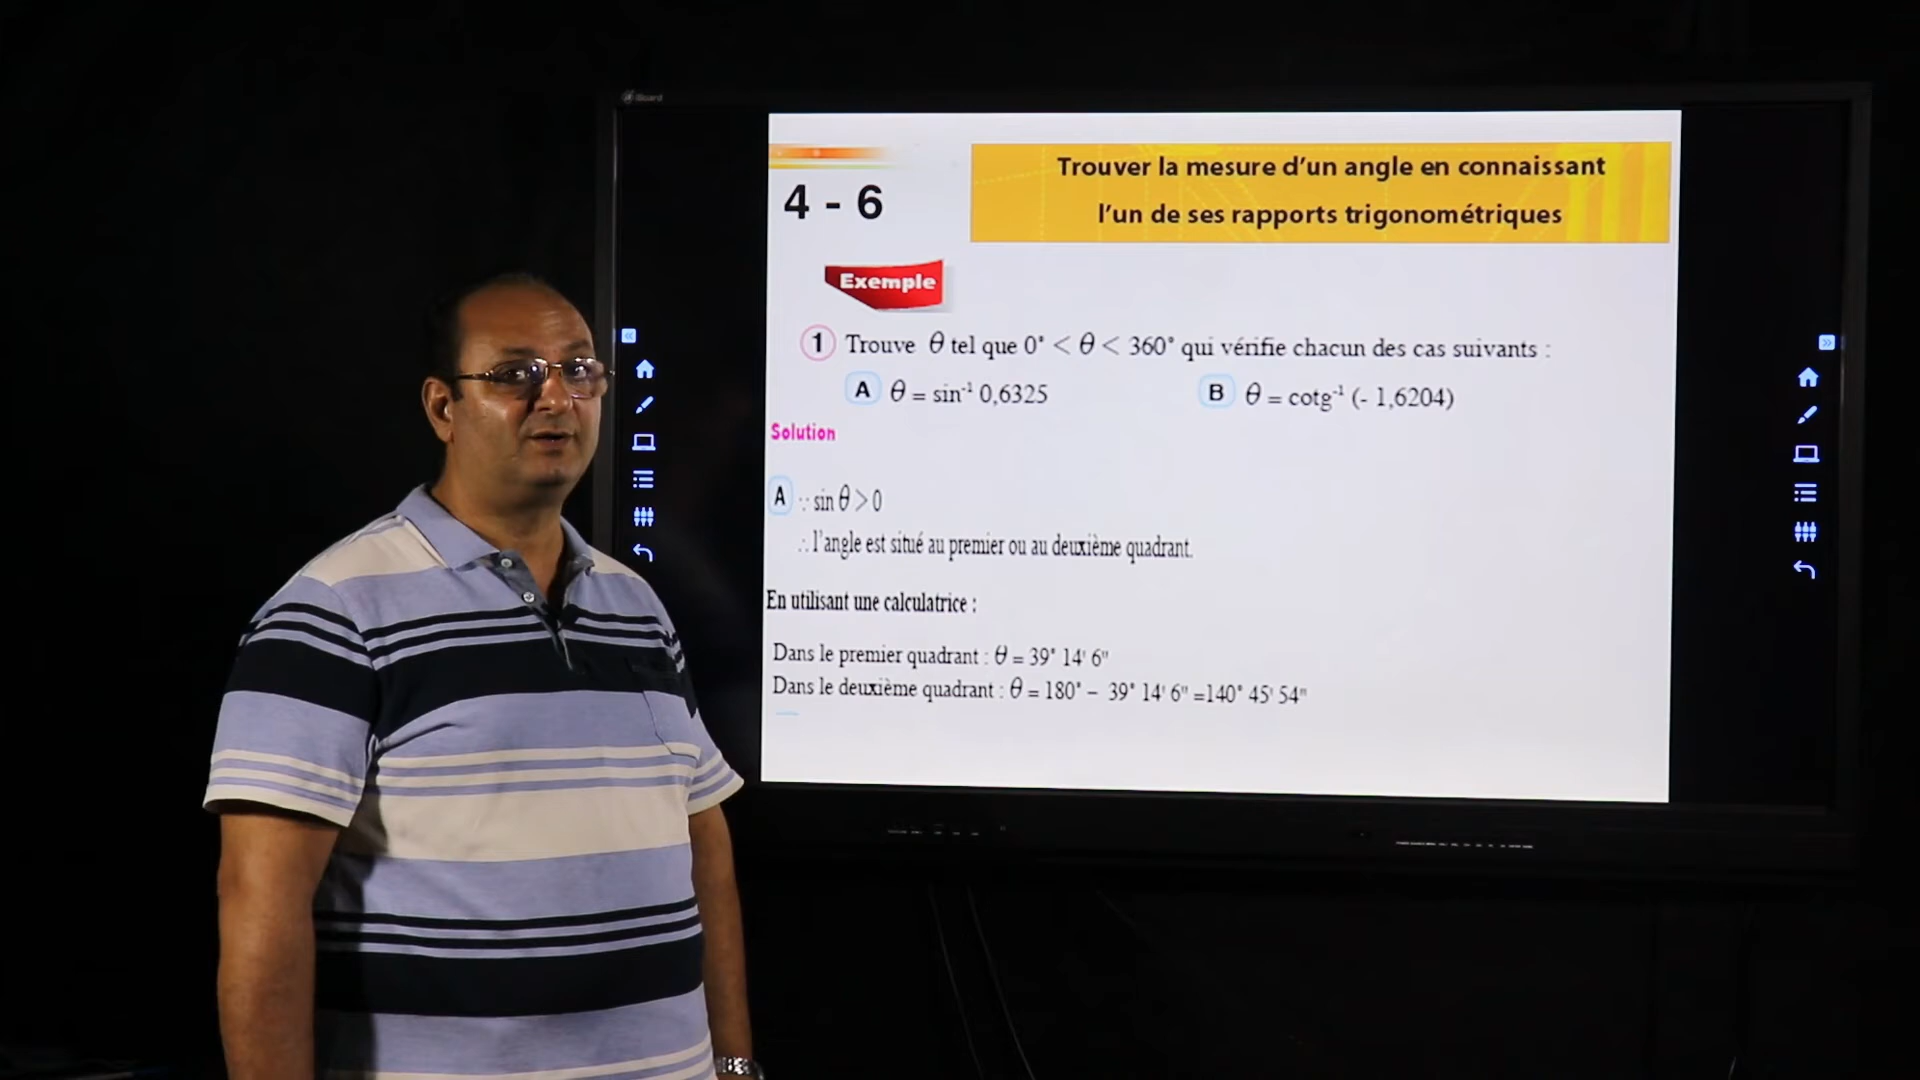 iBoard
4 - 6
Trouver la mesure d'un angle en connaissant
l'un de ses rapports trigonométriques
Exemple
1 Trouve θ tel que 0° < θ < 360° qui vérifie chacun des cas suivants :
A θ = sin⁻¹ 0,6325 B θ = cotg⁻¹ (- 1,6204)
Solution
A ∵ sin θ > 0
∴ l'angle est situé au premier ou au deuxième quadrant.
En utilisant une calculatrice :
Dans le premier quadrant : θ = 39° 14' 6"
Dans le deuxième quadrant : θ = 180° – 39° 14' 6" =140° 45' 54"